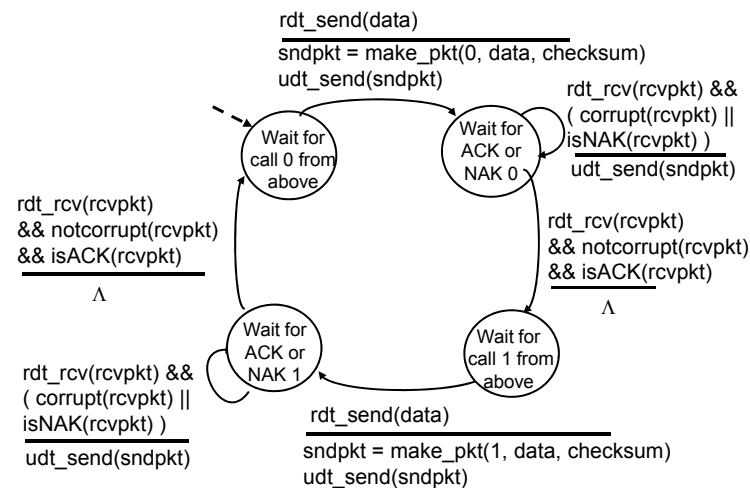 rdt_send(data)
sndpkt = make_pkt(0, data, checksum)
udt_send(sndpkt)
Wait for
call 0 from
above
Wait for
ACK or
NAK 0
rdt_rcv(rcvpkt) &&
( corrupt(rcvpkt) ||
isNAK(rcvpkt) )
udt_send(sndpkt)
rdt_rcv(rcvpkt)
&& notcorrupt(rcvpkt)
&& isACK(rcvpkt)
Λ
rdt_rcv(rcvpkt)
&& notcorrupt(rcvpkt)
&& isACK(rcvpkt)
Λ
Wait for
ACK or
NAK 1
Wait for
call 1 from
above
rdt_rcv(rcvpkt) &&
( corrupt(rcvpkt) ||
isNAK(rcvpkt) )
udt_send(sndpkt)
rdt_send(data)
sndpkt = make_pkt(1, data, checksum)
udt_send(sndpkt)